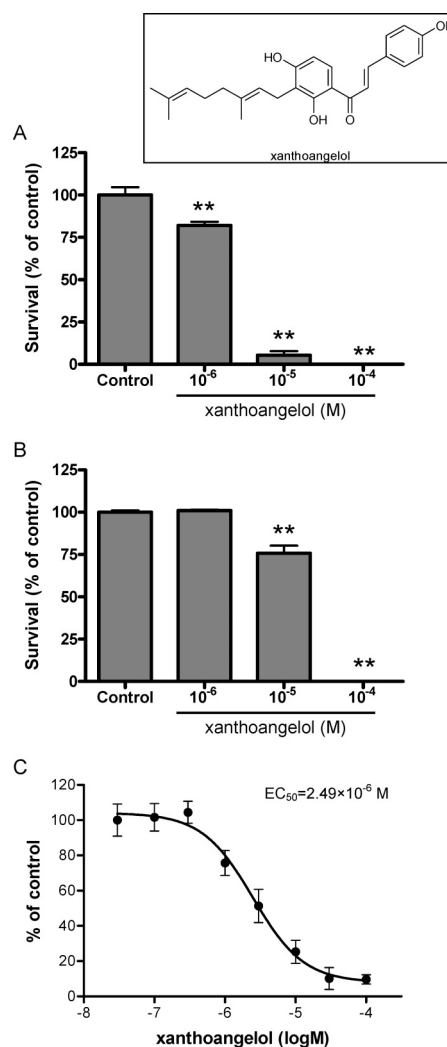 OH
HO
OH
O
xanthoangelol
A
Survival (% of control)
125
100
75
50
25
0
**
**
**
Control
10-6
10-5
10-4
xanthoangelol (M)
B
Survival (% of control)
125
100
75
50
25
0
**
**
Control
10-6
10-5
10-4
xanthoangelol (M)
C
% of control
120
100
80
60
40
20
0
EC50=2.49×10-6 M
-8
-7
-6
-5
-4
xanthoangelol (logM)